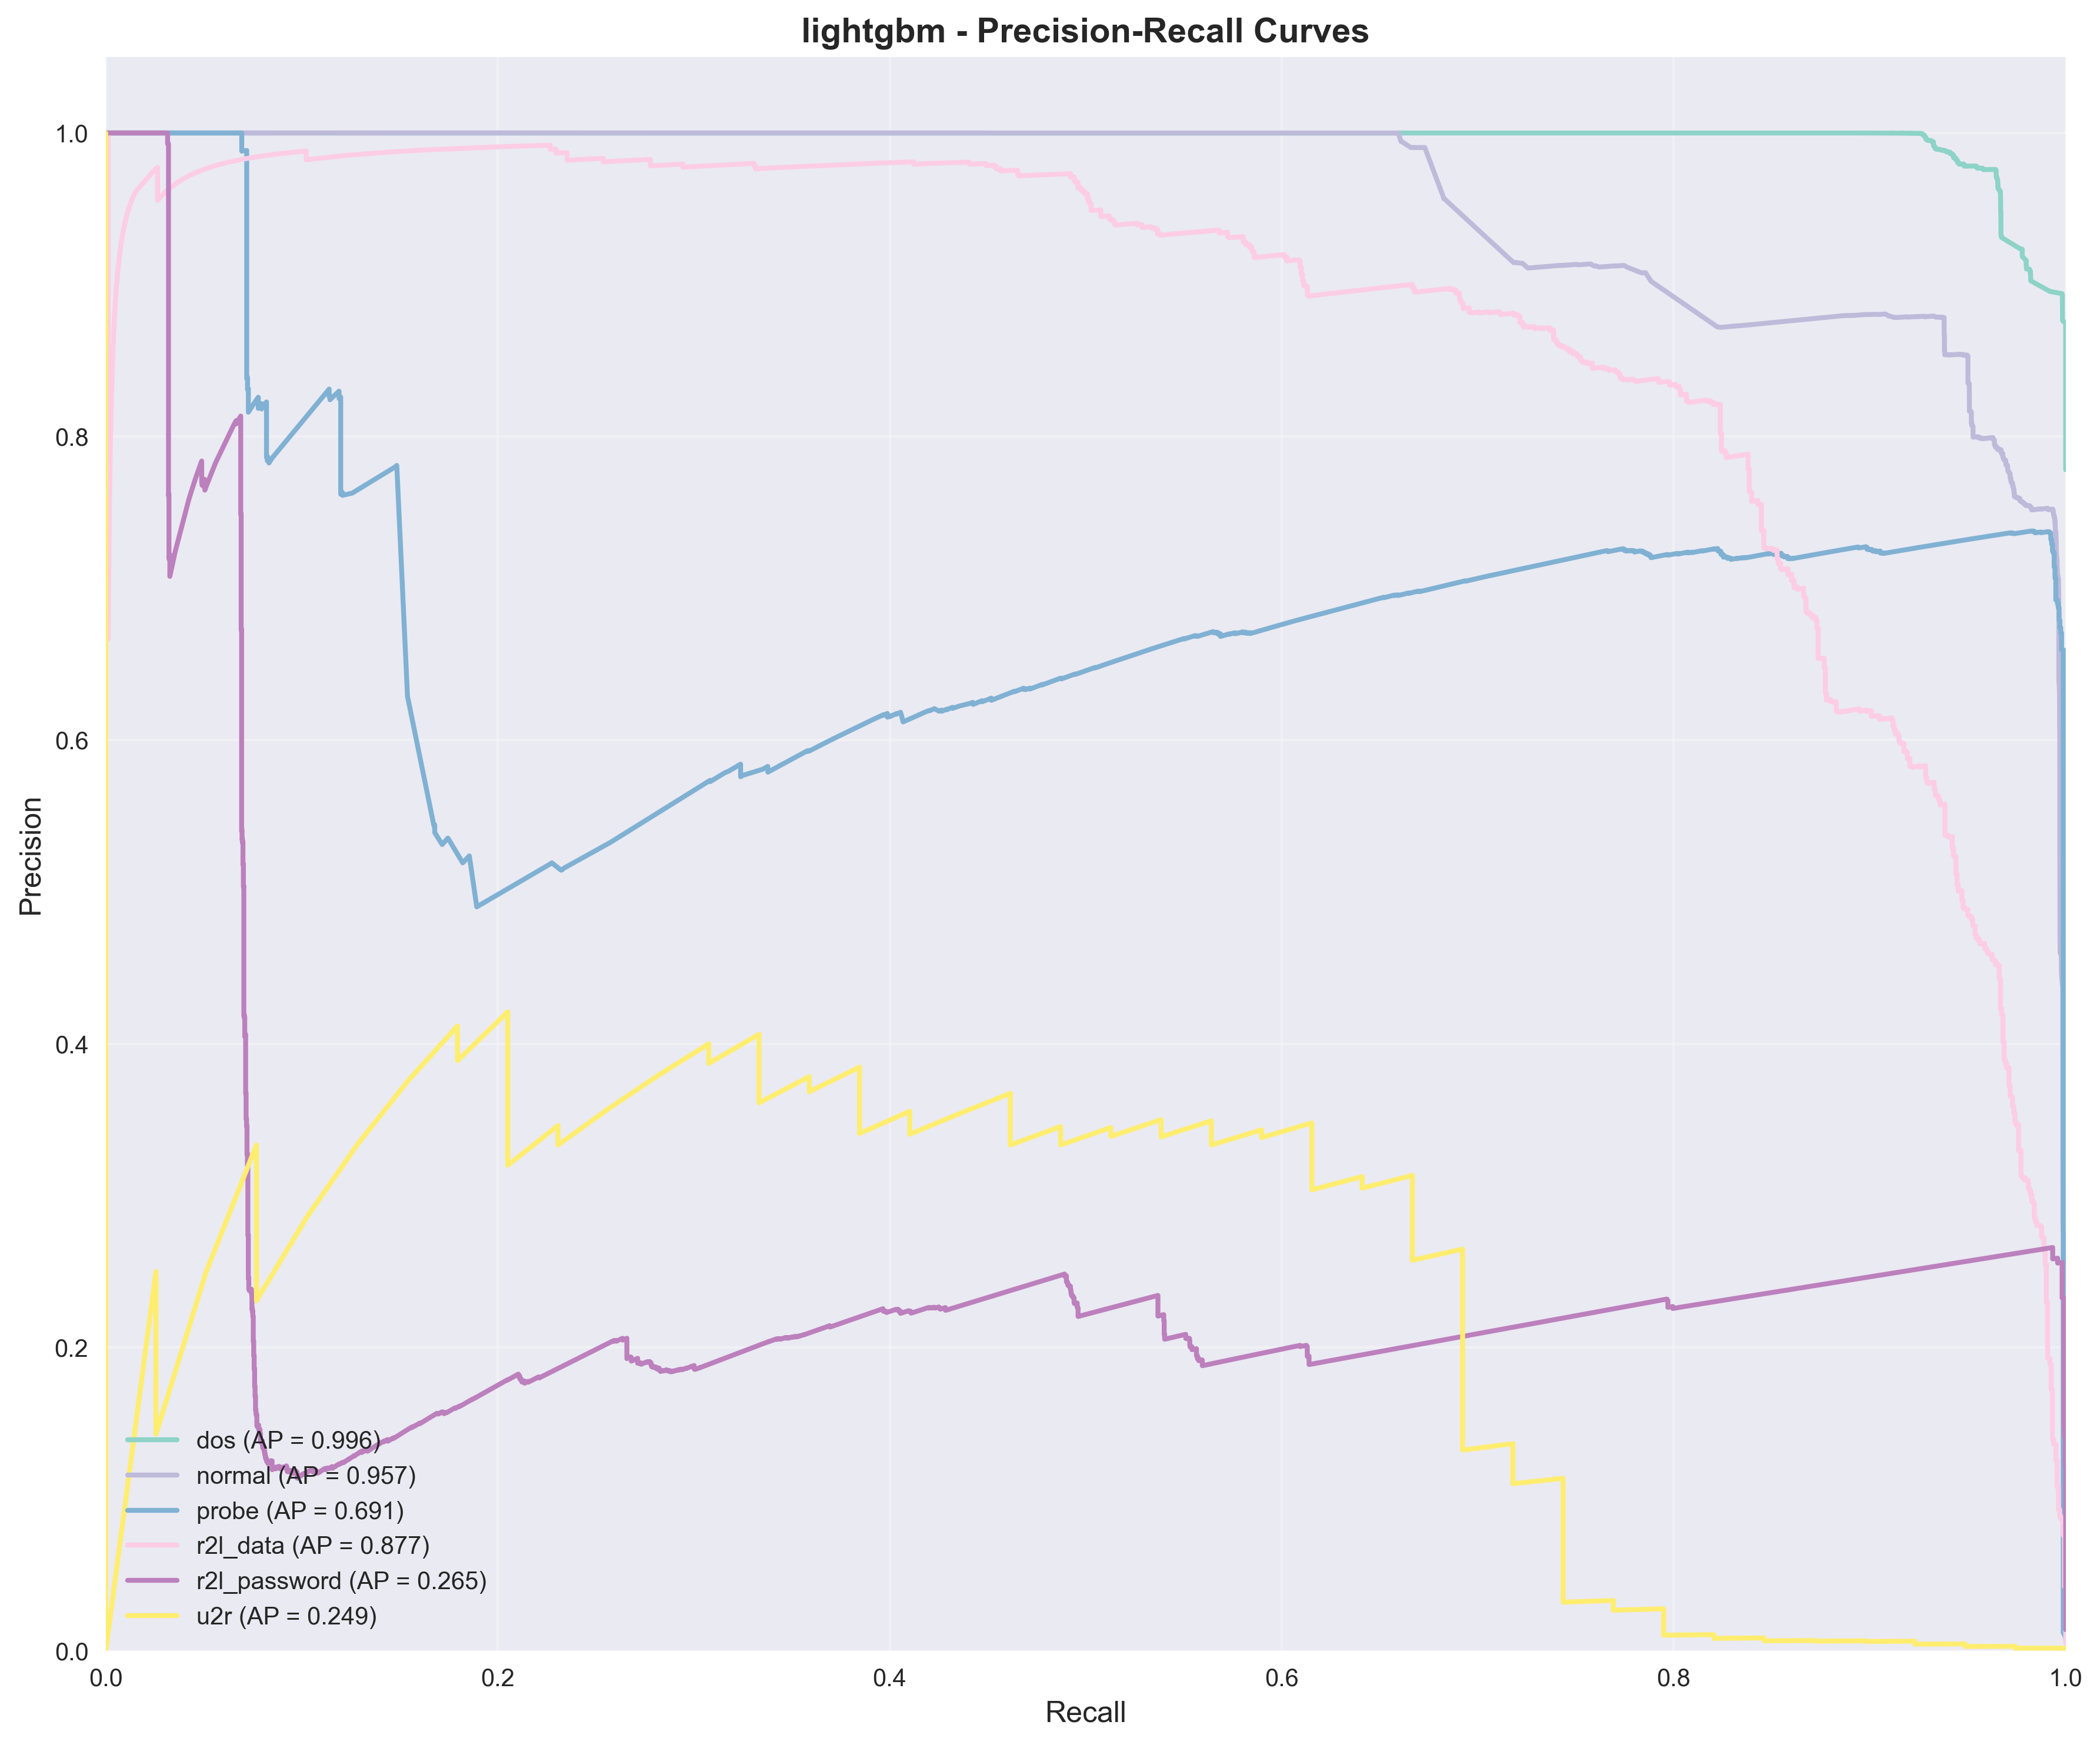 lightgbm - Precision-Recall Curves
1.0
0.8
0.6
0.4
0.2
0.0
Precision
dos (AP = 0.996)
normal (AP = 0.957)
probe (AP = 0.691)
r2l_data (AP = 0.877)
r2l_password (AP = 0.265)
u2r (AP = 0.249)
0.0 0.2 0.4 0.6 0.8 1.0
Recall